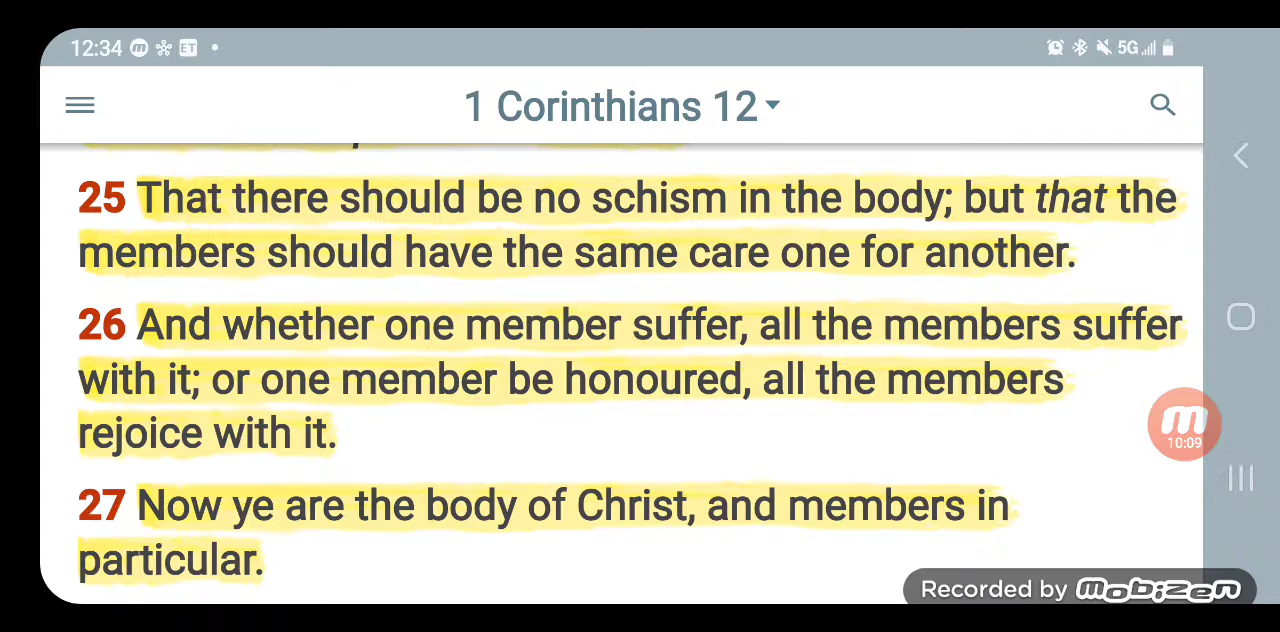 12:34 m ET 5G
1 Corinthians 12
25 That there should be no schism in the body; but that the
members should have the same care one for another.
26 And whether one member suffer, all the members suffer
with it; or one member be honoured, all the members
rejoice with it.
m
10:09
27 Now ye are the body of Christ, and members in
particular.
Recorded by mobizen